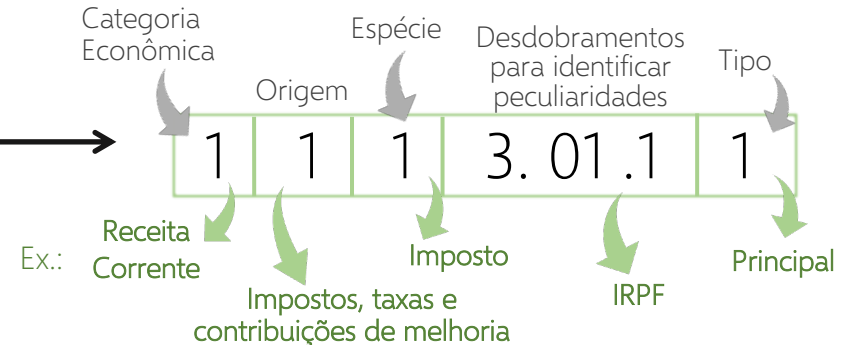 Categoria
Econômica
Origem
Espécie
Desdobramentos
para identificar
peculiaridades
Tipo
1 1 1 3. 01 .1 1
Ex.:
Receita
Corrente
Impostos, taxas e
contribuições de melhoria
Imposto
IRPF
Principal